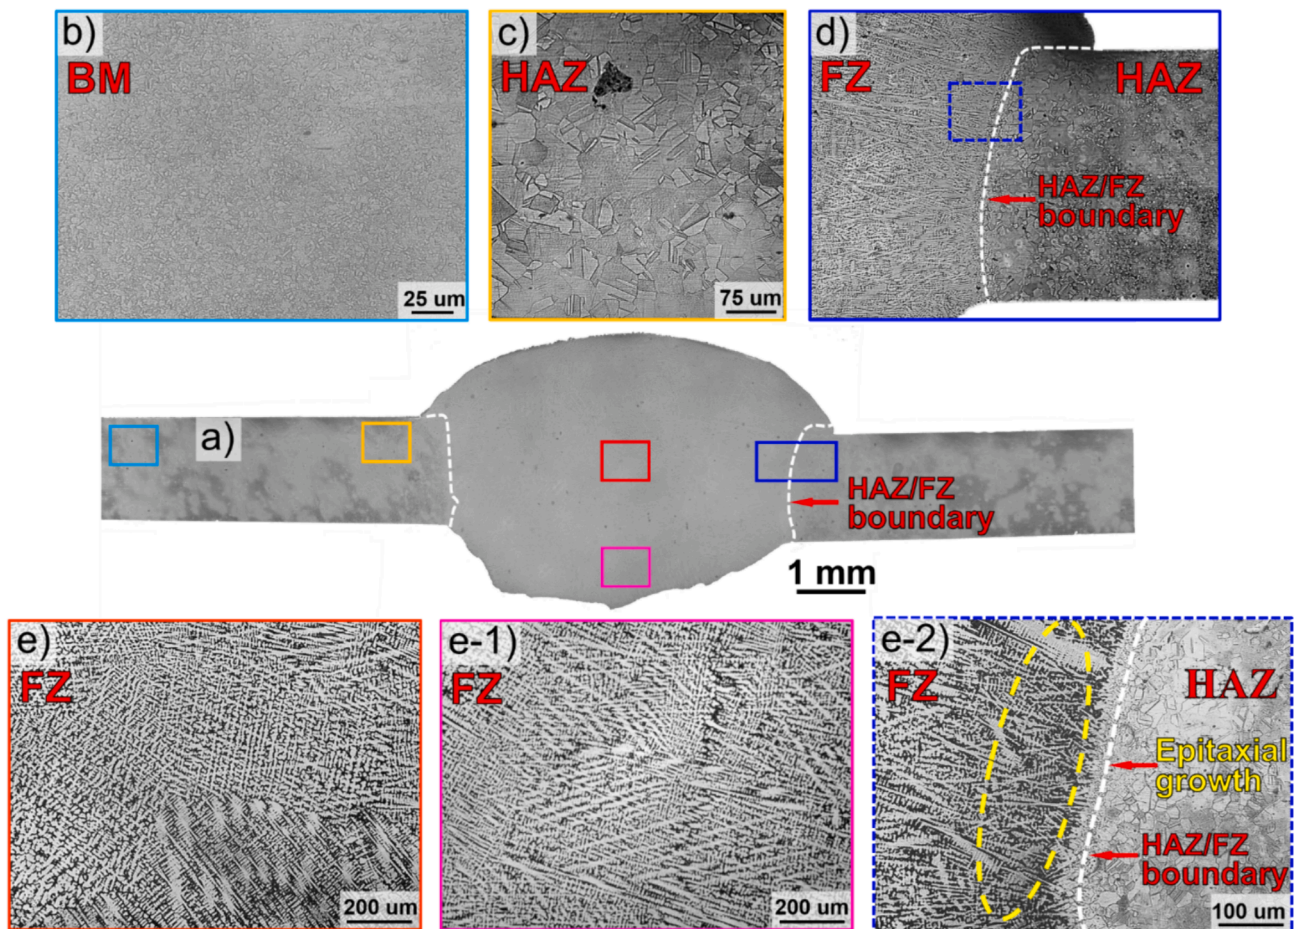 b)
BM
25 um
c)
HAZ
75 um
d)
FZ
HAZ
HAZ/FZ
boundary
a)
HAZ/FZ
boundary
1 mm
e)
FZ
200 um
e-1)
FZ
200 um
e-2)
FZ
HAZ
Epitaxial
growth
HAZ/FZ
boundary
100 um